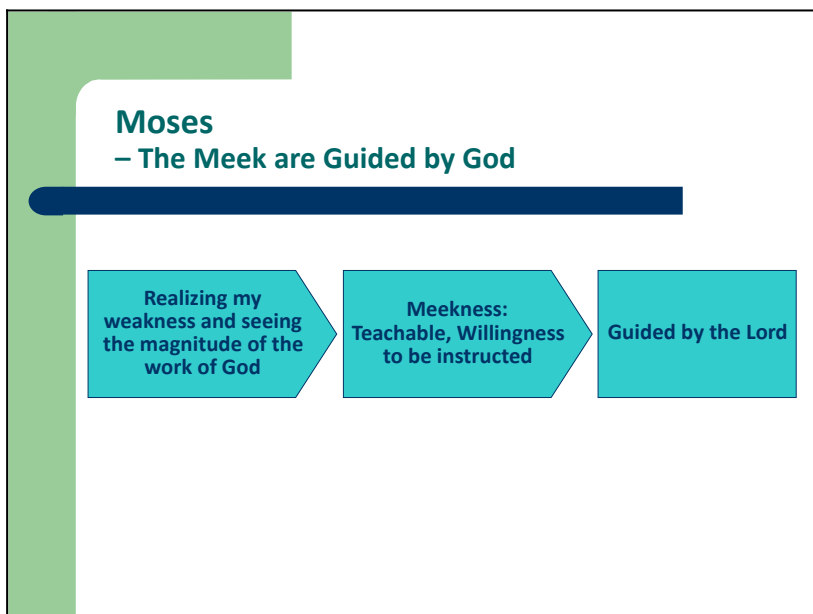 Moses
– The Meek are Guided by God
Realizing my
weakness and seeing
the magnitude of the
work of God
Meekness:
Teachable, Willingness
to be instructed
Guided by the Lord